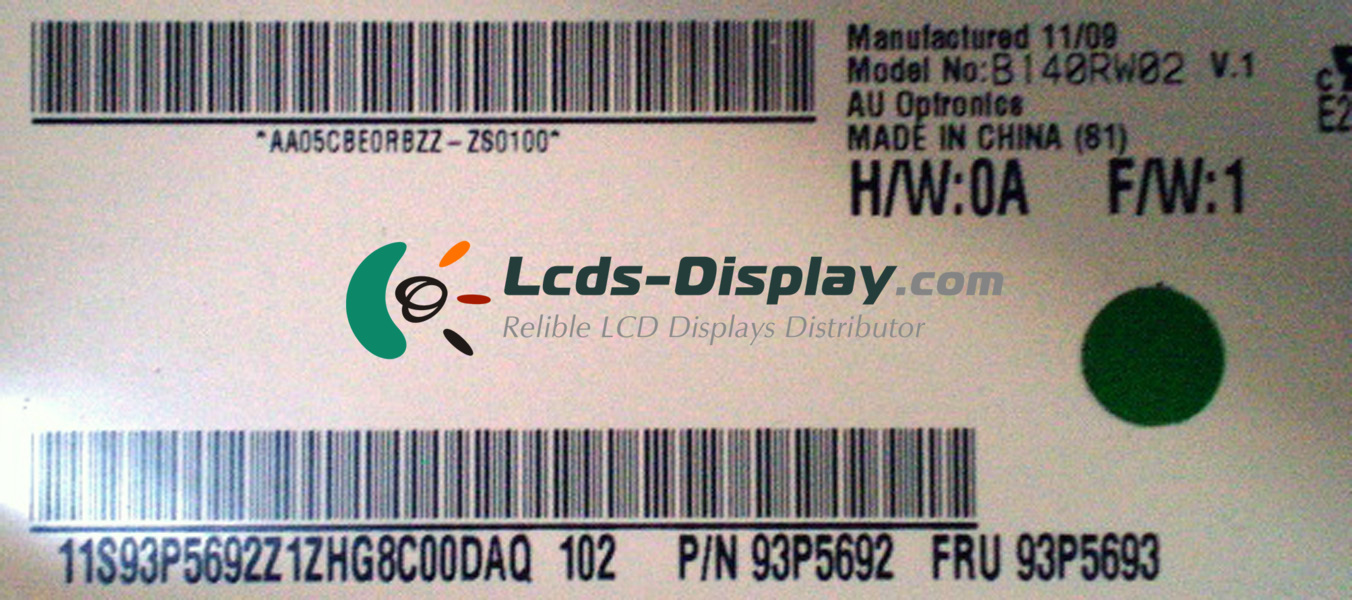 Manufactured 11/09
Model No:B140RW02 V.1
AU Optronics
MADE IN CHINA (81)
H/W:0A F/W:1
*AA05CBE0RBZZ-ZS0100*
Lcds-Display.com
Relible LCD Displays Distributor
11S93P5692Z1ZHG8C00DAQ 102 P/N 93P5692 FRU 93P5693